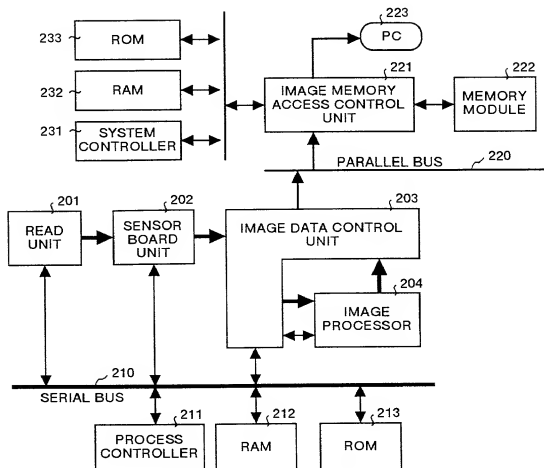 223
233
ROM
PC
221
222
232
RAM
IMAGE MEMORY
ACCESS CONTROL
UNIT
MEMORY
MODULE
231
SYSTEM
CONTROLLER
PARALLEL BUS
220
201
202
203
READ
UNIT
SENSOR
BOARD
UNIT
IMAGE DATA CONTROL
UNIT
204
IMAGE
PROCESSOR
210
SERIAL BUS
211
212
213
PROCESS
CONTROLLER
RAM
ROM